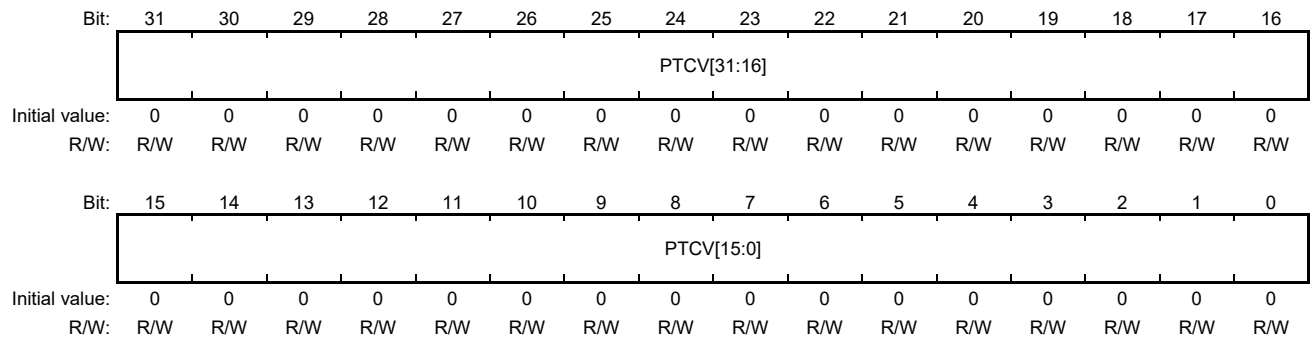 Bit: 31 30 29 28 27 26 25 24 23 22 21 20 19 18 17 16
PTCV[31:16]
Initial value: 0 0 0 0 0 0 0 0 0 0 0 0 0 0 0 0
R/W: R/W R/W R/W R/W R/W R/W R/W R/W R/W R/W R/W R/W R/W R/W R/W R/W
Bit: 15 14 13 12 11 10 9 8 7 6 5 4 3 2 1 0
PTCV[15:0]
Initial value: 0 0 0 0 0 0 0 0 0 0 0 0 0 0 0 0
R/W: R/W R/W R/W R/W R/W R/W R/W R/W R/W R/W R/W R/W R/W R/W R/W R/W